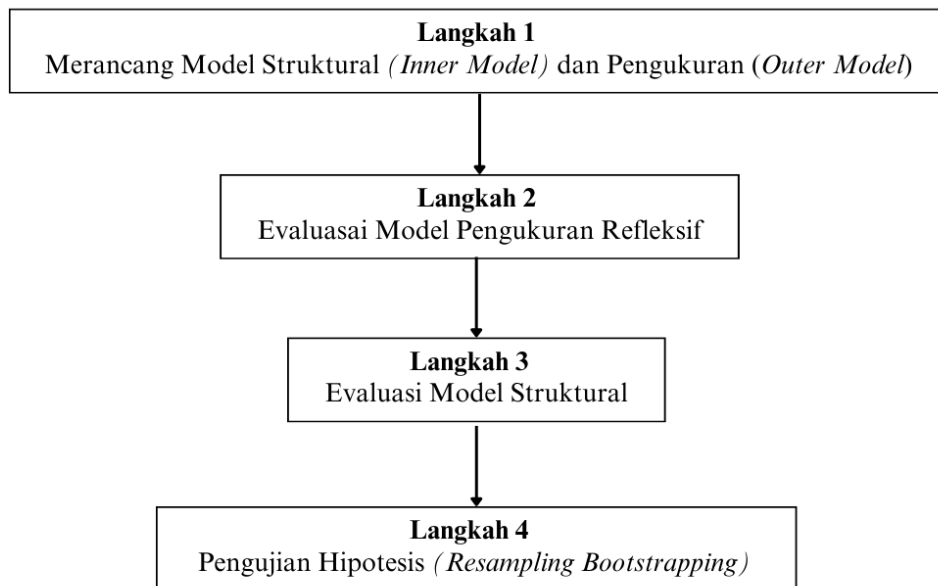 Langkah 1
Merancang Model Struktural (Inner Model) dan Pengukuran (Outer Model)
Langkah 2
Evaluasai Model Pengukuran Refleksif
Langkah 3
Evaluasi Model Struktural
Langkah 4
Pengujian Hipotesis (Resampling Bootstrapping)